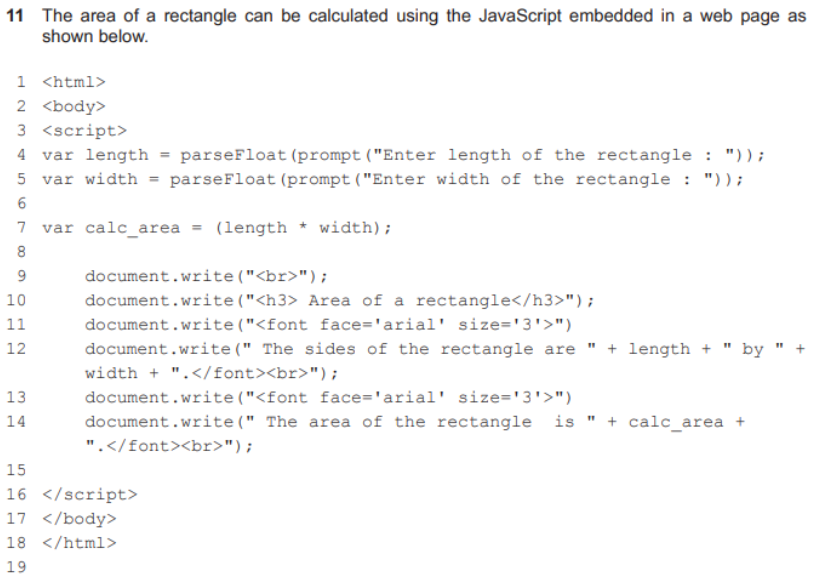 11 The area of a rectangle can be calculated using the JavaScript embedded in a web page as
shown below.
1 <html>
2 <body>
3 <script>
4 var length = parseFloat(prompt("Enter length of the rectangle : "));
5 var width = parseFloat(prompt("Enter width of the rectangle : "));
6
7 var calc_area = (length * width);
8
9 document.write("<br>");
10 document.write("<h3> Area of a rectangle</h3>");
11 document.write("<font face='arial' size='3'>")
12 document.write(" The sides of the rectangle are " + length + " by " +
width + ".</font><br>");
13 document.write("<font face='arial' size='3'>")
14 document.write(" The area of the rectangle  is " + calc_area +
".</font><br>");
15
16 </script>
17 </body>
18 </html>
19